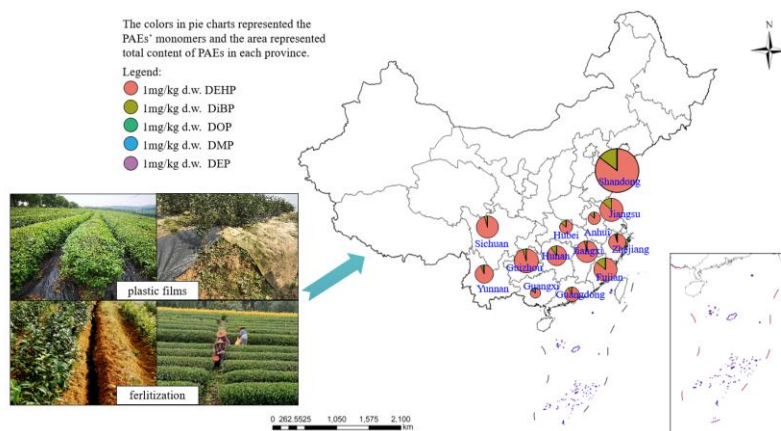 The colors in pie charts represented the
PAEs' monomers and the area represented
total content of PAEs in each province.
Legend:
1mg/kg d.w. DEHP
1mg/kg d.w. DiBP
1mg/kg d.w. DOP
1mg/kg d.w. DMP
1mg/kg d.w. DEP
N
Shandong
Jiangsu
Anhui
Hubei
Zhejiang
Sichuan
Hunan
Jiangxi
Guizhou
Fujian
Yunnan
Guangxi
Guangdong
plastic films
ferlitization
0 262.5525 1,050 1,575 2,100
km